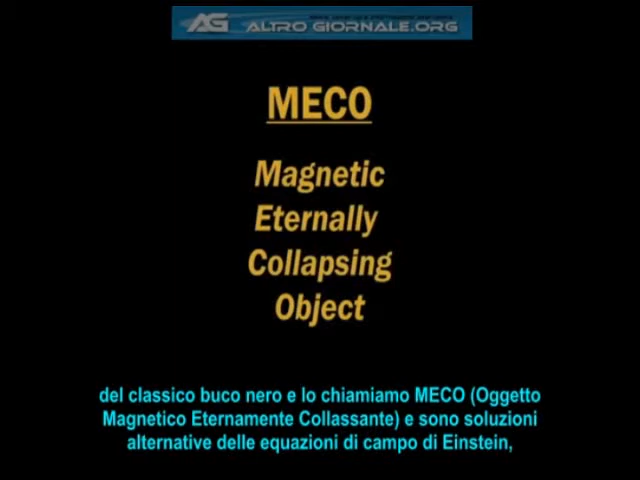 AG ALTRO GIORNALE.ORG
MECO
Magnetic
Eternally
Collapsing
Object
del classico buco nero e lo chiamiamo MECO (Oggetto
Magnetico Eternamente Collassante) e sono soluzioni
alternative delle equazioni di campo di Einstein,